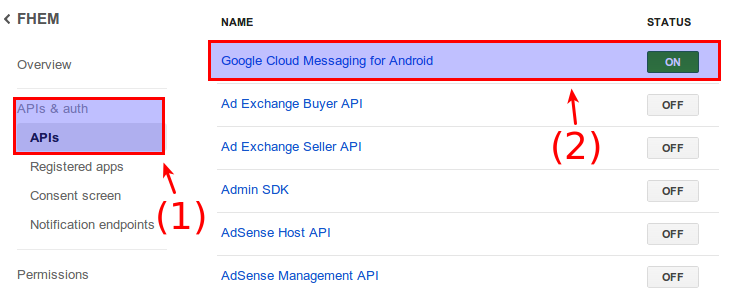 FHEM
Overview
APIs & auth
APIs
Registered apps
Consent screen
Notification endpoints
Permissions
(1)
NAME STATUS
Google Cloud Messaging for Android ON
Ad Exchange Buyer API OFF
Ad Exchange Seller API OFF
Admin SDK OFF
AdSense Host API OFF
AdSense Management API OFF
(2)